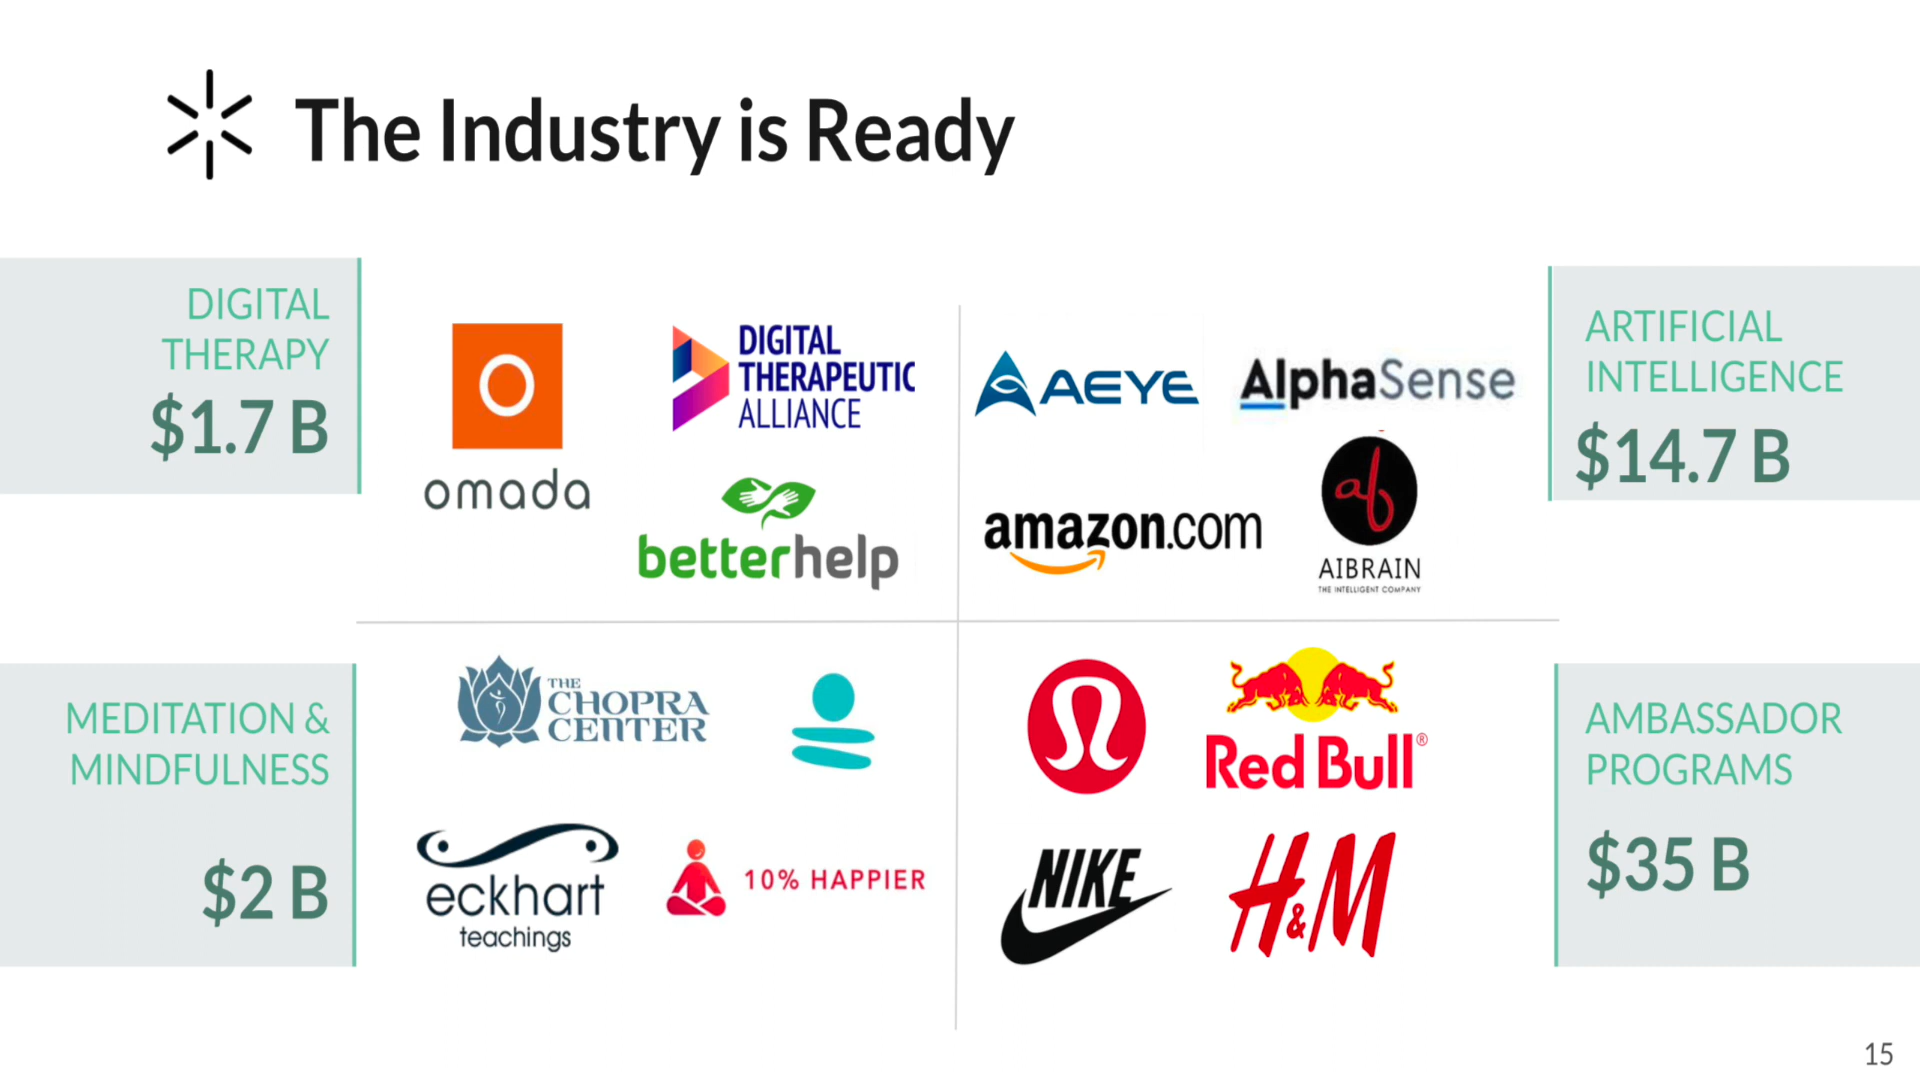 The Industry is Ready
DIGITAL
THERAPY
$1.7 B
omada
DIGITAL
THERAPEUTIC
ALLIANCE
betterhelp
AEYE
AlphaSense
amazon.com
ab
AIBRAIN
THE INTELLIGENT COMPANY
ARTIFICIAL
INTELLIGENCE
$14.7 B
MEDITATION &
MINDFULNESS
$2 B
THE
CHOPRA
CENTER
eckhart
teachings
10% HAPPIER
Red Bull®
NIKE
H&M
AMBASSADOR
PROGRAMS
$35 B
15